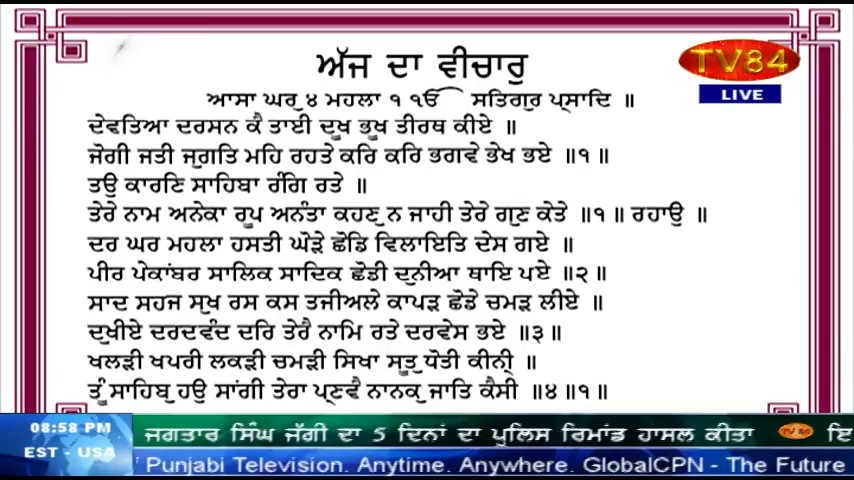 ਅੱਜ ਦਾ ਵੀਚਾਰੁ
TV84
LIVE
ਆਸਾ ਘਰੁ ੪ ਮਹਲਾ ੧ ੴ ਸਤਿਗੁਰ ਪ੍ਰਸਾਦਿ ॥
ਦੇਵਤਿਆ ਦਰਸਨ ਕੈ ਤਾਈ ਦੂਖ ਭੂਖ ਤੀਰਥ ਕੀਏ ॥
ਜੋਗੀ ਜਤੀ ਜੁਗਤਿ ਮਹਿ ਰਹਤੇ ਕਰਿ ਕਰਿ ਭਗਵੇ ਭੇਖ ਭਏ ॥੧॥
ਤਉ ਕਾਰਣਿ ਸਾਹਿਬਾ ਰੰਗਿ ਰਤੇ ॥
ਤੇਰੇ ਨਾਮ ਅਨੇਕਾ ਰੂਪ ਅਨੰਤਾ ਕਹਣੁ ਨ ਜਾਹੀ ਤੇਰੇ ਗੁਣ ਕੇਤੇ ॥੧॥ ਰਹਾਉ ॥
ਦਰ ਘਰ ਮਹਲਾ ਹਸਤੀ ਘੋੜੇ ਛੋਡਿ ਵਿਲਾਇਤਿ ਦੇਸ ਗਏ ॥
ਪੀਰ ਪੇਕਾਂਬਰ ਸਾਲਿਕ ਸਾਦਿਕ ਛੋਡੀ ਦੁਨੀਆ ਥਾਇ ਪਏ ॥੨॥
ਸਾਦ ਸਹਜ ਸੁਖ ਰਸ ਕਸ ਤਜੀਅਲੇ ਕਾਪੜ ਛੋਡੇ ਚਮੜ ਲੀਏ ॥
ਦੁਖੀਏ ਦਰਦਵੰਦ ਦਰਿ ਤੇਰੈ ਨਾਮਿ ਰਤੇ ਦਰਵੇਸ ਭਏ ॥੩॥
ਖਲੜੀ ਖਪਰੀ ਲਕੜੀ ਚਮੜੀ ਸਿਖਾ ਸੂਤੁ ਧੋਤੀ ਕੀਨੀ੍ ॥
ਤੂੰ ਸਾਹਿਬੁ ਹਉ ਸਾਂਗੀ ਤੇਰਾ ਪ੍ਰਣਵੈ ਨਾਨਕੁ ਜਾਤਿ ਕੈਸੀ ॥੪॥੧॥
08:58 PM
ਜਗਤਾਰ ਸਿੰਘ ਜੱਗੀ ਦਾ 5 ਦਿਨਾਂ ਦਾ ਪੁਲਿਸ ਰਿਮਾਂਡ ਹਾਸਲ ਕੀਤਾ TV84 ਇ
EST - USA
Punjabi Television. Anytime. Anywhere. GlobalCPN - The Future